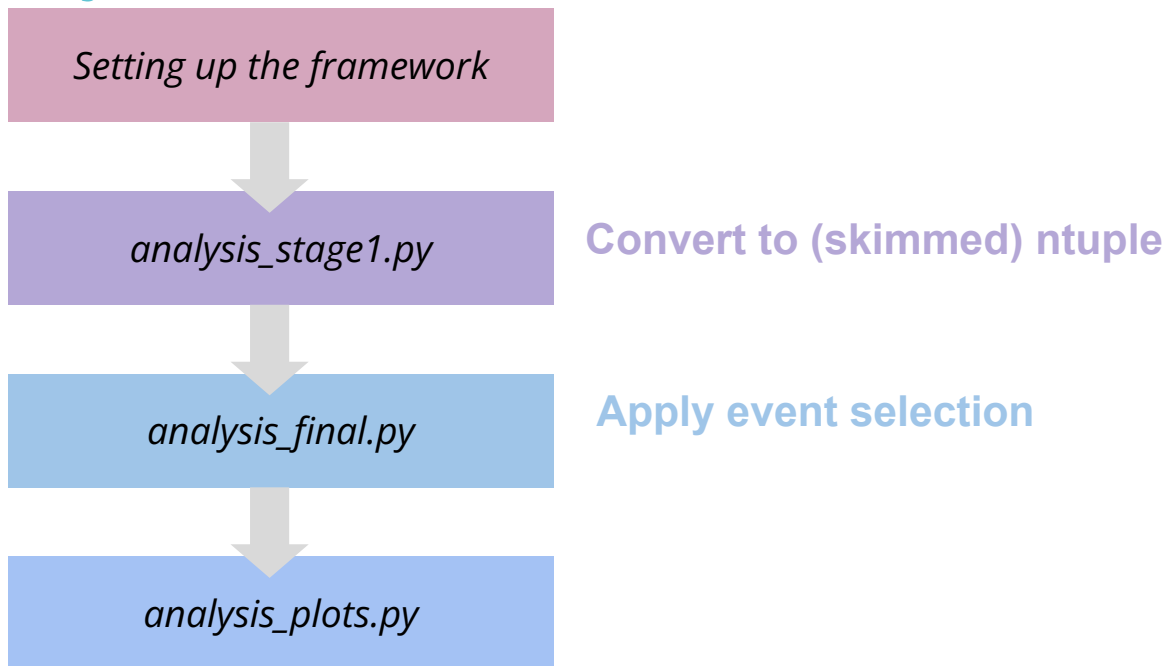 Setting up the framework
analysis_stage1.py
Convert to (skimmed) ntuple
analysis_final.py
Apply event selection
analysis_plots.py